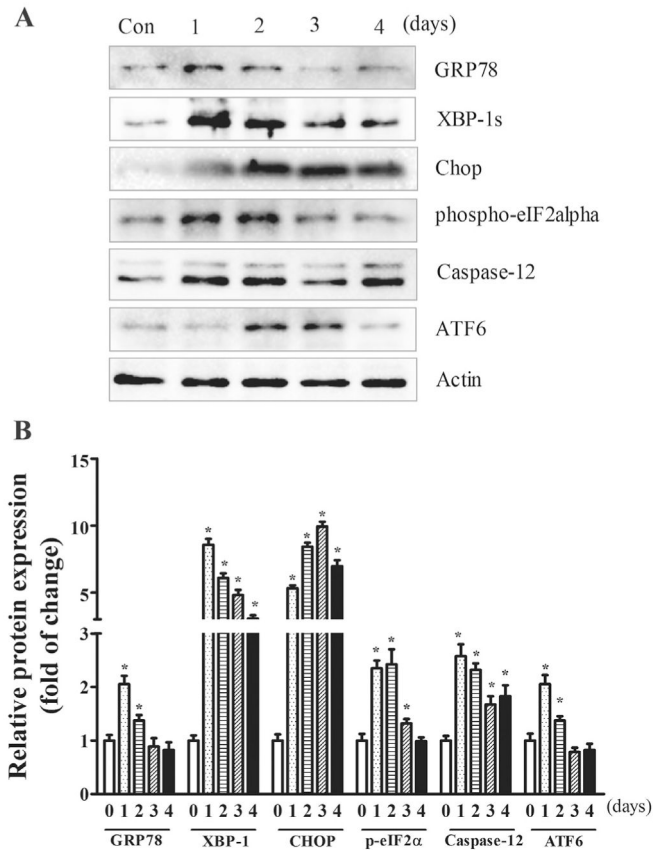 A
Con 1 2 3 4 (days)
GRP78
XBP-1s
Chop
phospho-eIF2alpha
Caspase-12
ATF6
Actin
B
Relative protein expression
(fold of change)
15
10
5
3
2
1
0
* * * * * * * * * * * * * * * * * * *
0 1 2 3 4 0 1 2 3 4 0 1 2 3 4 0 1 2 3 4 0 1 2 3 4 0 1 2 3 4 (days)
GRP78 XBP-1 CHOP p-eIF2α Caspase-12 ATF6